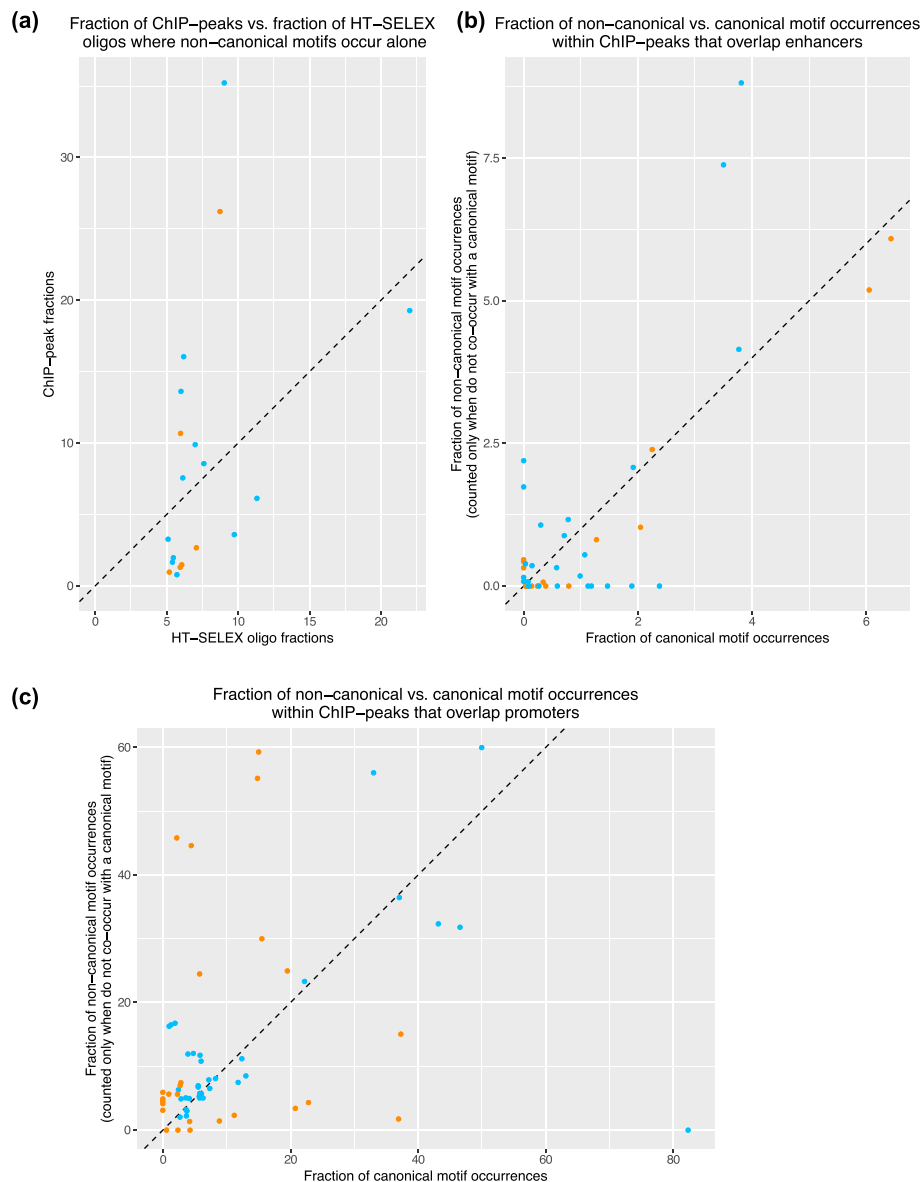 (a)
Fraction of ChIP−peaks vs. fraction of HT−SELEX
oligos where non−canonical motifs occur alone
ChIP−peak fractions
30
20
10
0
0 5 10 15 20
HT−SELEX oligo fractions
(b)
Fraction of non−canonical vs. canonical motif occurrences
within ChIP−peaks that overlap enhancers
Fraction of non−canonical motif occurrences
(counted only when do not co−occur with a canonical motif)
7.5
5.0
2.5
0.0
0 2 4 6
Fraction of canonical motif occurrences
(c)
Fraction of non−canonical vs. canonical motif occurrences
within ChIP−peaks that overlap promoters
Fraction of non−canonical motif occurrences
(counted only when do not co−occur with a canonical motif)
60
40
20
0
0 20 40 60 80
Fraction of canonical motif occurrences